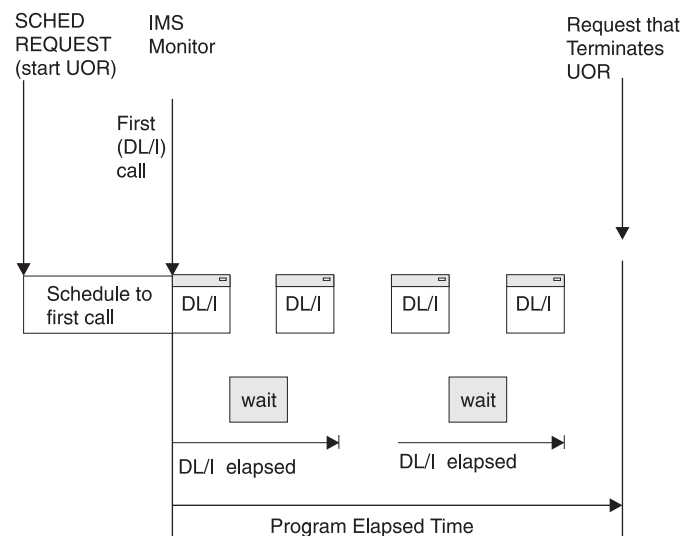 SCHED
REQUEST
(start UOR)
IMS
Monitor
Request that
Terminates
UOR
First
(DL/I)
call
Schedule to
first call
DL/I
DL/I
DL/I
DL/I
wait
wait
DL/I elapsed
DL/I elapsed
Program Elapsed Time